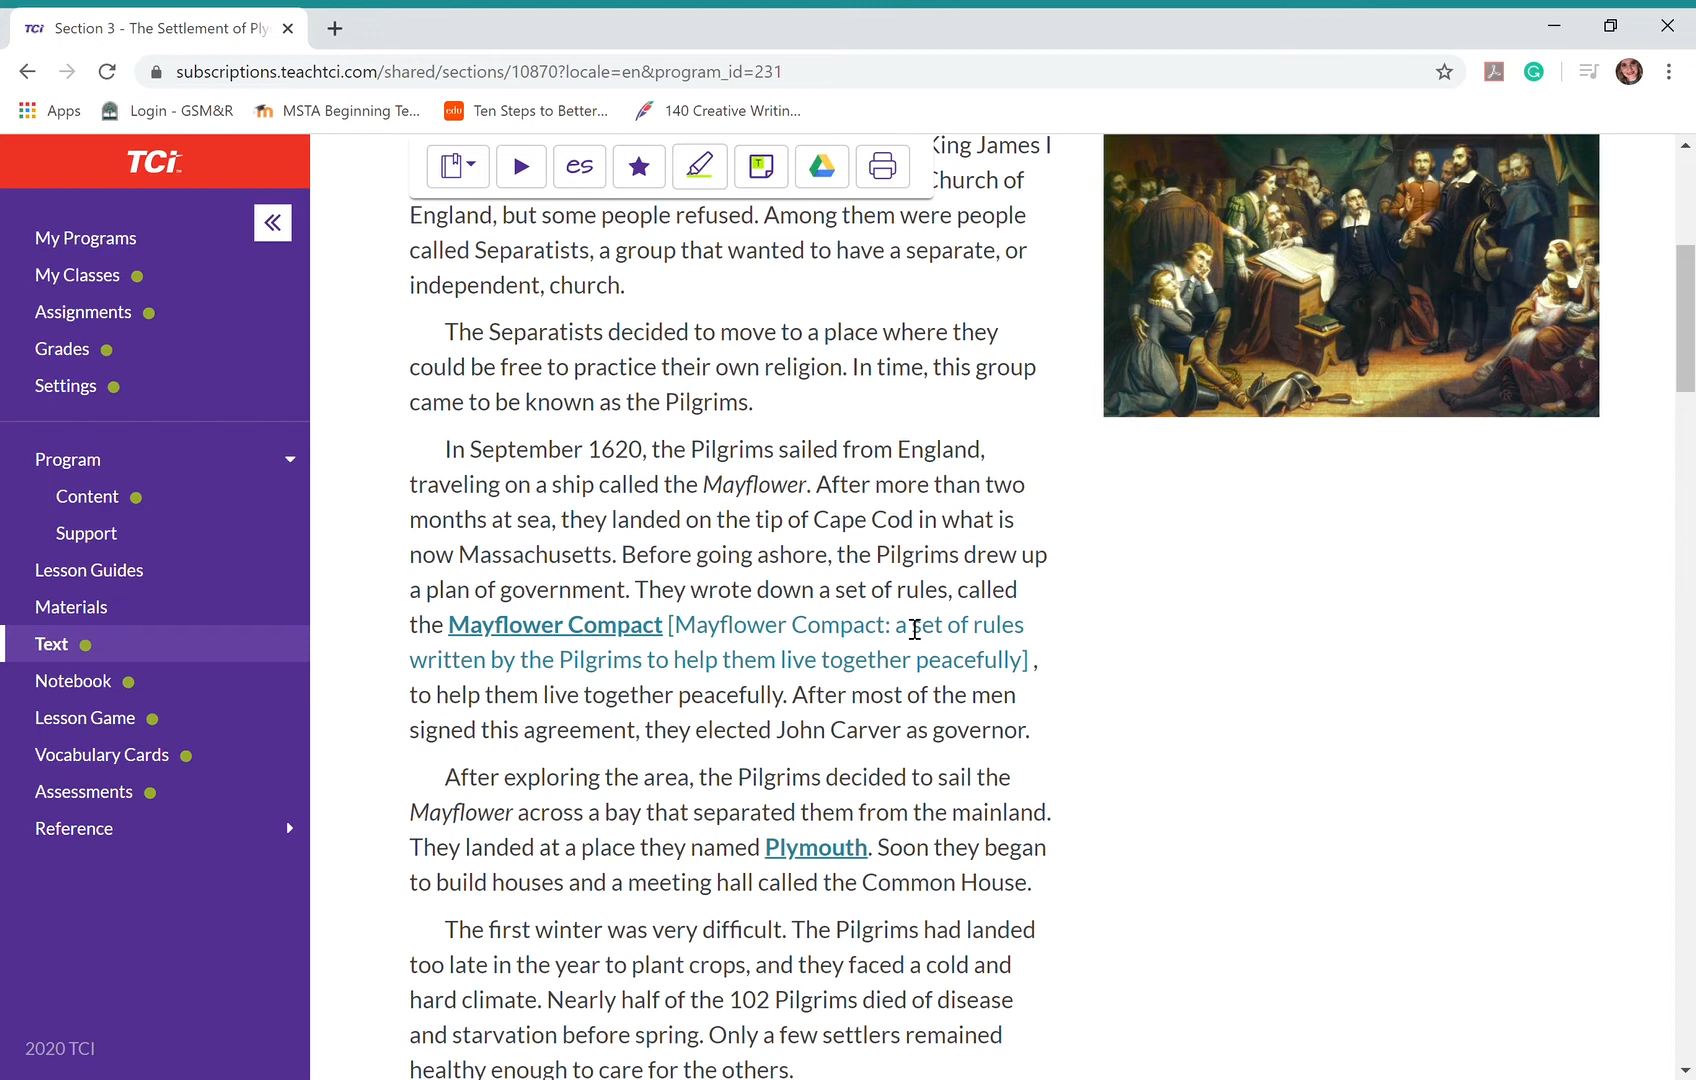 TCi Section 3 - The Settlement of Ply
subscriptions.teachtci.com/shared/sections/10870?locale=en&program_id=231
Apps Login - GSM&R MSTA Beginning Te... edu Ten Steps to Better... 140 Creative Writin...
TCi
My Programs
My Classes
Assignments
Grades
Settings
Program
Content
Support
Lesson Guides
Materials
Text
Notebook
Lesson Game
Vocabulary Cards
Assessments
Reference
2020 TCI
es
T
King James I
Church of
England, but some people refused. Among them were people
called Separatists, a group that wanted to have a separate, or
independent, church.
The Separatists decided to move to a place where they
could be free to practice their own religion. In time, this group
came to be known as the Pilgrims.
In September 1620, the Pilgrims sailed from England,
traveling on a ship called the Mayflower. After more than two
months at sea, they landed on the tip of Cape Cod in what is
now Massachusetts. Before going ashore, the Pilgrims drew up
a plan of government. They wrote down a set of rules, called
the Mayflower Compact [Mayflower Compact: a set of rules
written by the Pilgrims to help them live together peacefully] ,
to help them live together peacefully. After most of the men
signed this agreement, they elected John Carver as governor.
After exploring the area, the Pilgrims decided to sail the
Mayflower across a bay that separated them from the mainland.
They landed at a place they named Plymouth. Soon they began
to build houses and a meeting hall called the Common House.
The first winter was very difficult. The Pilgrims had landed
too late in the year to plant crops, and they faced a cold and
hard climate. Nearly half of the 102 Pilgrims died of disease
and starvation before spring. Only a few settlers remained
healthy enough to care for the others.